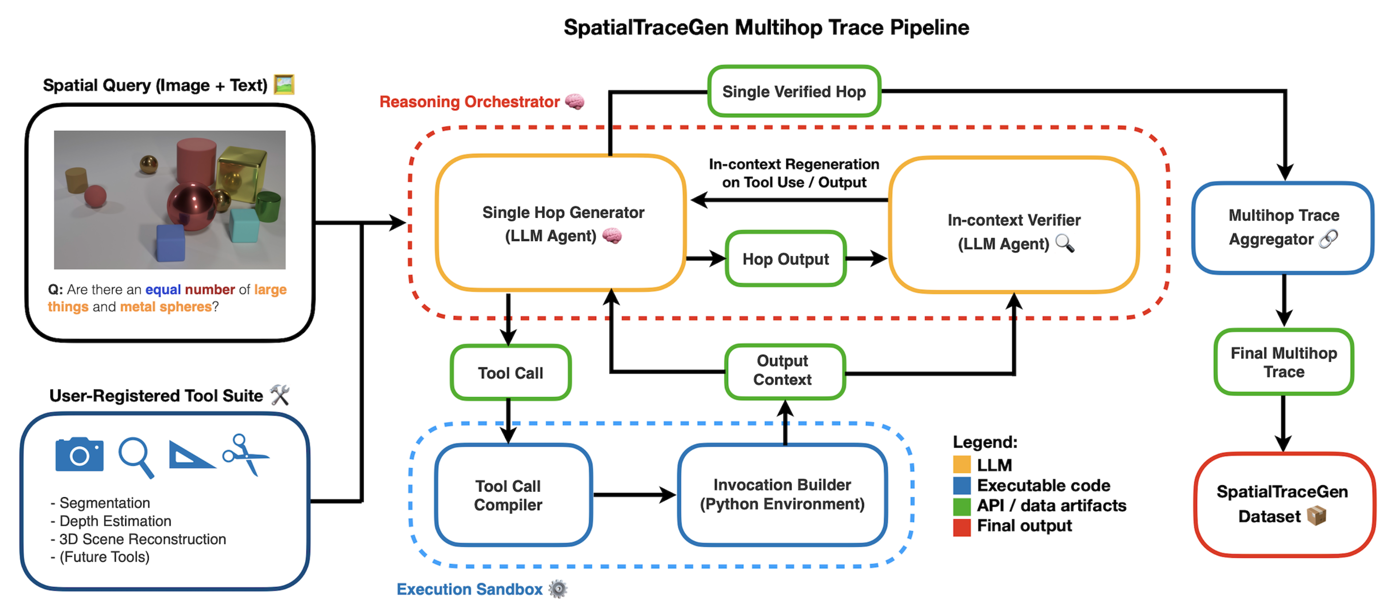 SpatialTraceGen Multihop Trace Pipeline
Spatial Query (Image + Text)
Q: Are there an equal number of large
things and metal spheres?
User-Registered Tool Suite
- Segmentation
- Depth Estimation
- 3D Scene Reconstruction
- (Future Tools)
Reasoning Orchestrator
Single Verified Hop
Single Hop Generator
(LLM Agent)
In-context Regeneration
on Tool Use / Output
Hop Output
In-context Verifier
(LLM Agent)
Tool Call
Output
Context
Tool Call
Compiler
Invocation Builder
(Python Environment)
Execution Sandbox
Legend:
LLM
Executable code
API / data artifacts
Final output
Multihop Trace
Aggregator
Final Multihop
Trace
SpatialTraceGen
Dataset